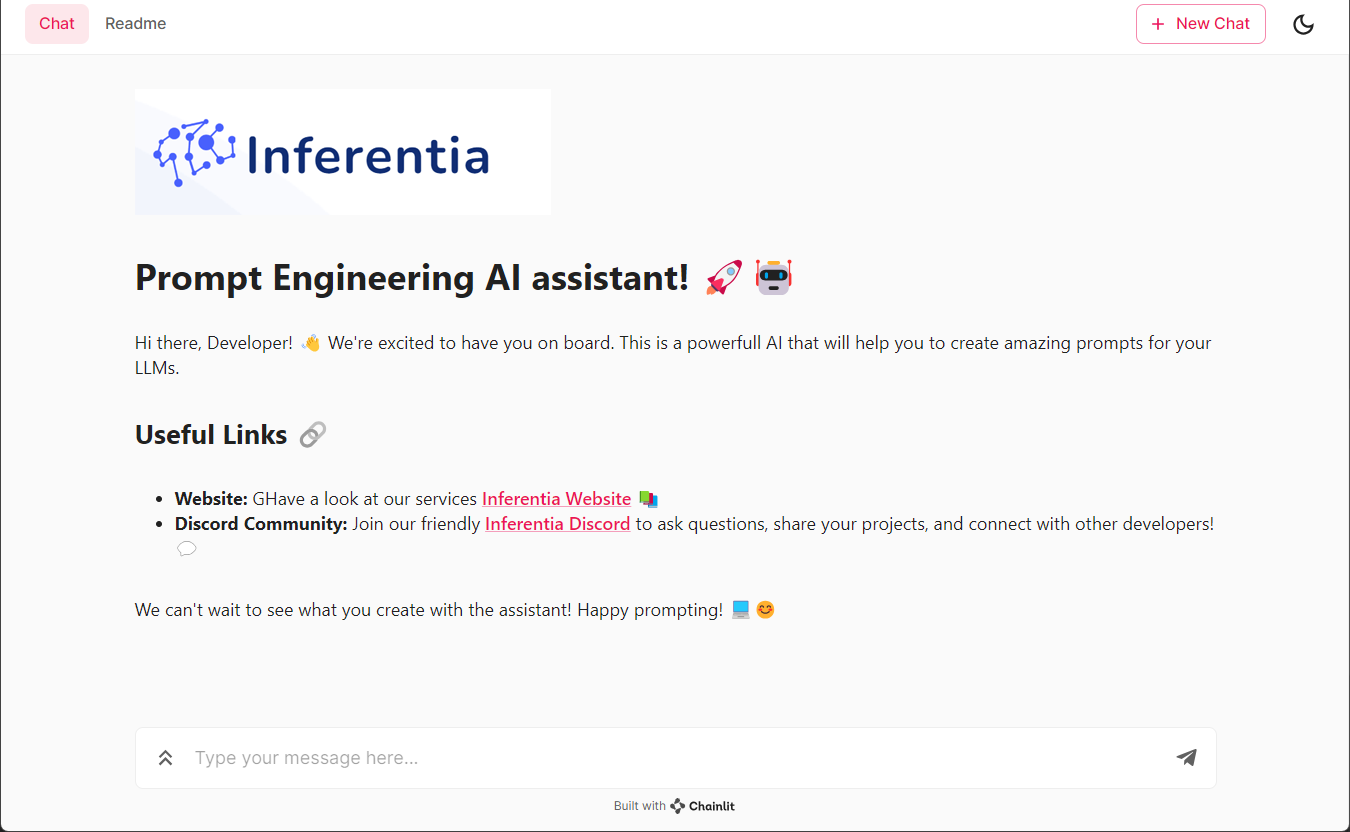 Chat Readme + New Chat
Inferentia
Prompt Engineering AI assistant! 🚀 🤖
Hi there, Developer! 👋 We're excited to have you on board. This is a powerfull AI that will help you to create amazing prompts for your
LLMs.
Useful Links 🔗
• Website: GHave a look at our services Inferentia Website 📚
• Discord Community: Join our friendly Inferentia Discord to ask questions, share your projects, and connect with other developers!
💬
We can't wait to see what you create with the assistant! Happy prompting! 💻 😊
Type your message here...
Built with Chainlit